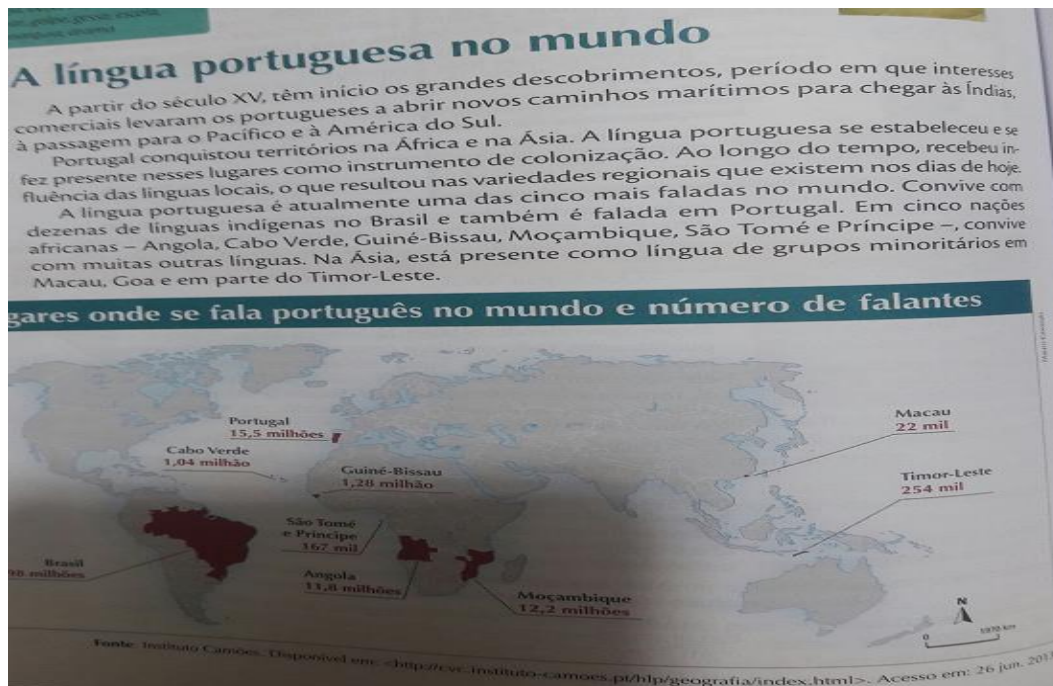 A língua portuguesa no mundo
A partir do século XV, têm início os grandes descobrimentos, período em que interesses
comerciais levaram os portugueses a abrir novos caminhos marítimos para chegar às Índias,
à passagem para o Pacífico e à América do Sul.
Portugal conquistou territórios na África e na Ásia. A língua portuguesa se estabeleceu e se
fez presente nesses lugares como instrumento de colonização. Ao longo do tempo, recebeu in-
fluência das línguas locais, o que resultou nas variedades regionais que existem nos dias de hoje.
A língua portuguesa é atualmente uma das cinco mais faladas no mundo. Convive com
dezenas de línguas indígenas no Brasil e também é falada em Portugal. Em cinco nações
africanas – Angola, Cabo Verde, Guiné-Bissau, Moçambique, São Tomé e Príncipe –, convive
com muitas outras línguas. Na Ásia, está presente como língua de grupos minoritários em
Macau, Goa e em parte do Timor-Leste.
gares onde se fala português no mundo e número de falantes
Portugal
15,5 milhões
Cabo Verde
1,04 milhão
Guiné-Bissau
1,28 milhão
São Tomé
e Príncipe
167 mil
Angola
11,8 milhões
Moçambique
12,2 milhões
Brasil
milhões
Macau
22 mil
Timor-Leste
254 mil
N
0
1970 km
Fonte: Instituto Camões. Disponível em: <http://cvc.instituto-camoes.pt/hlp/geografia/index.html>. Acesso em: 26 jun.